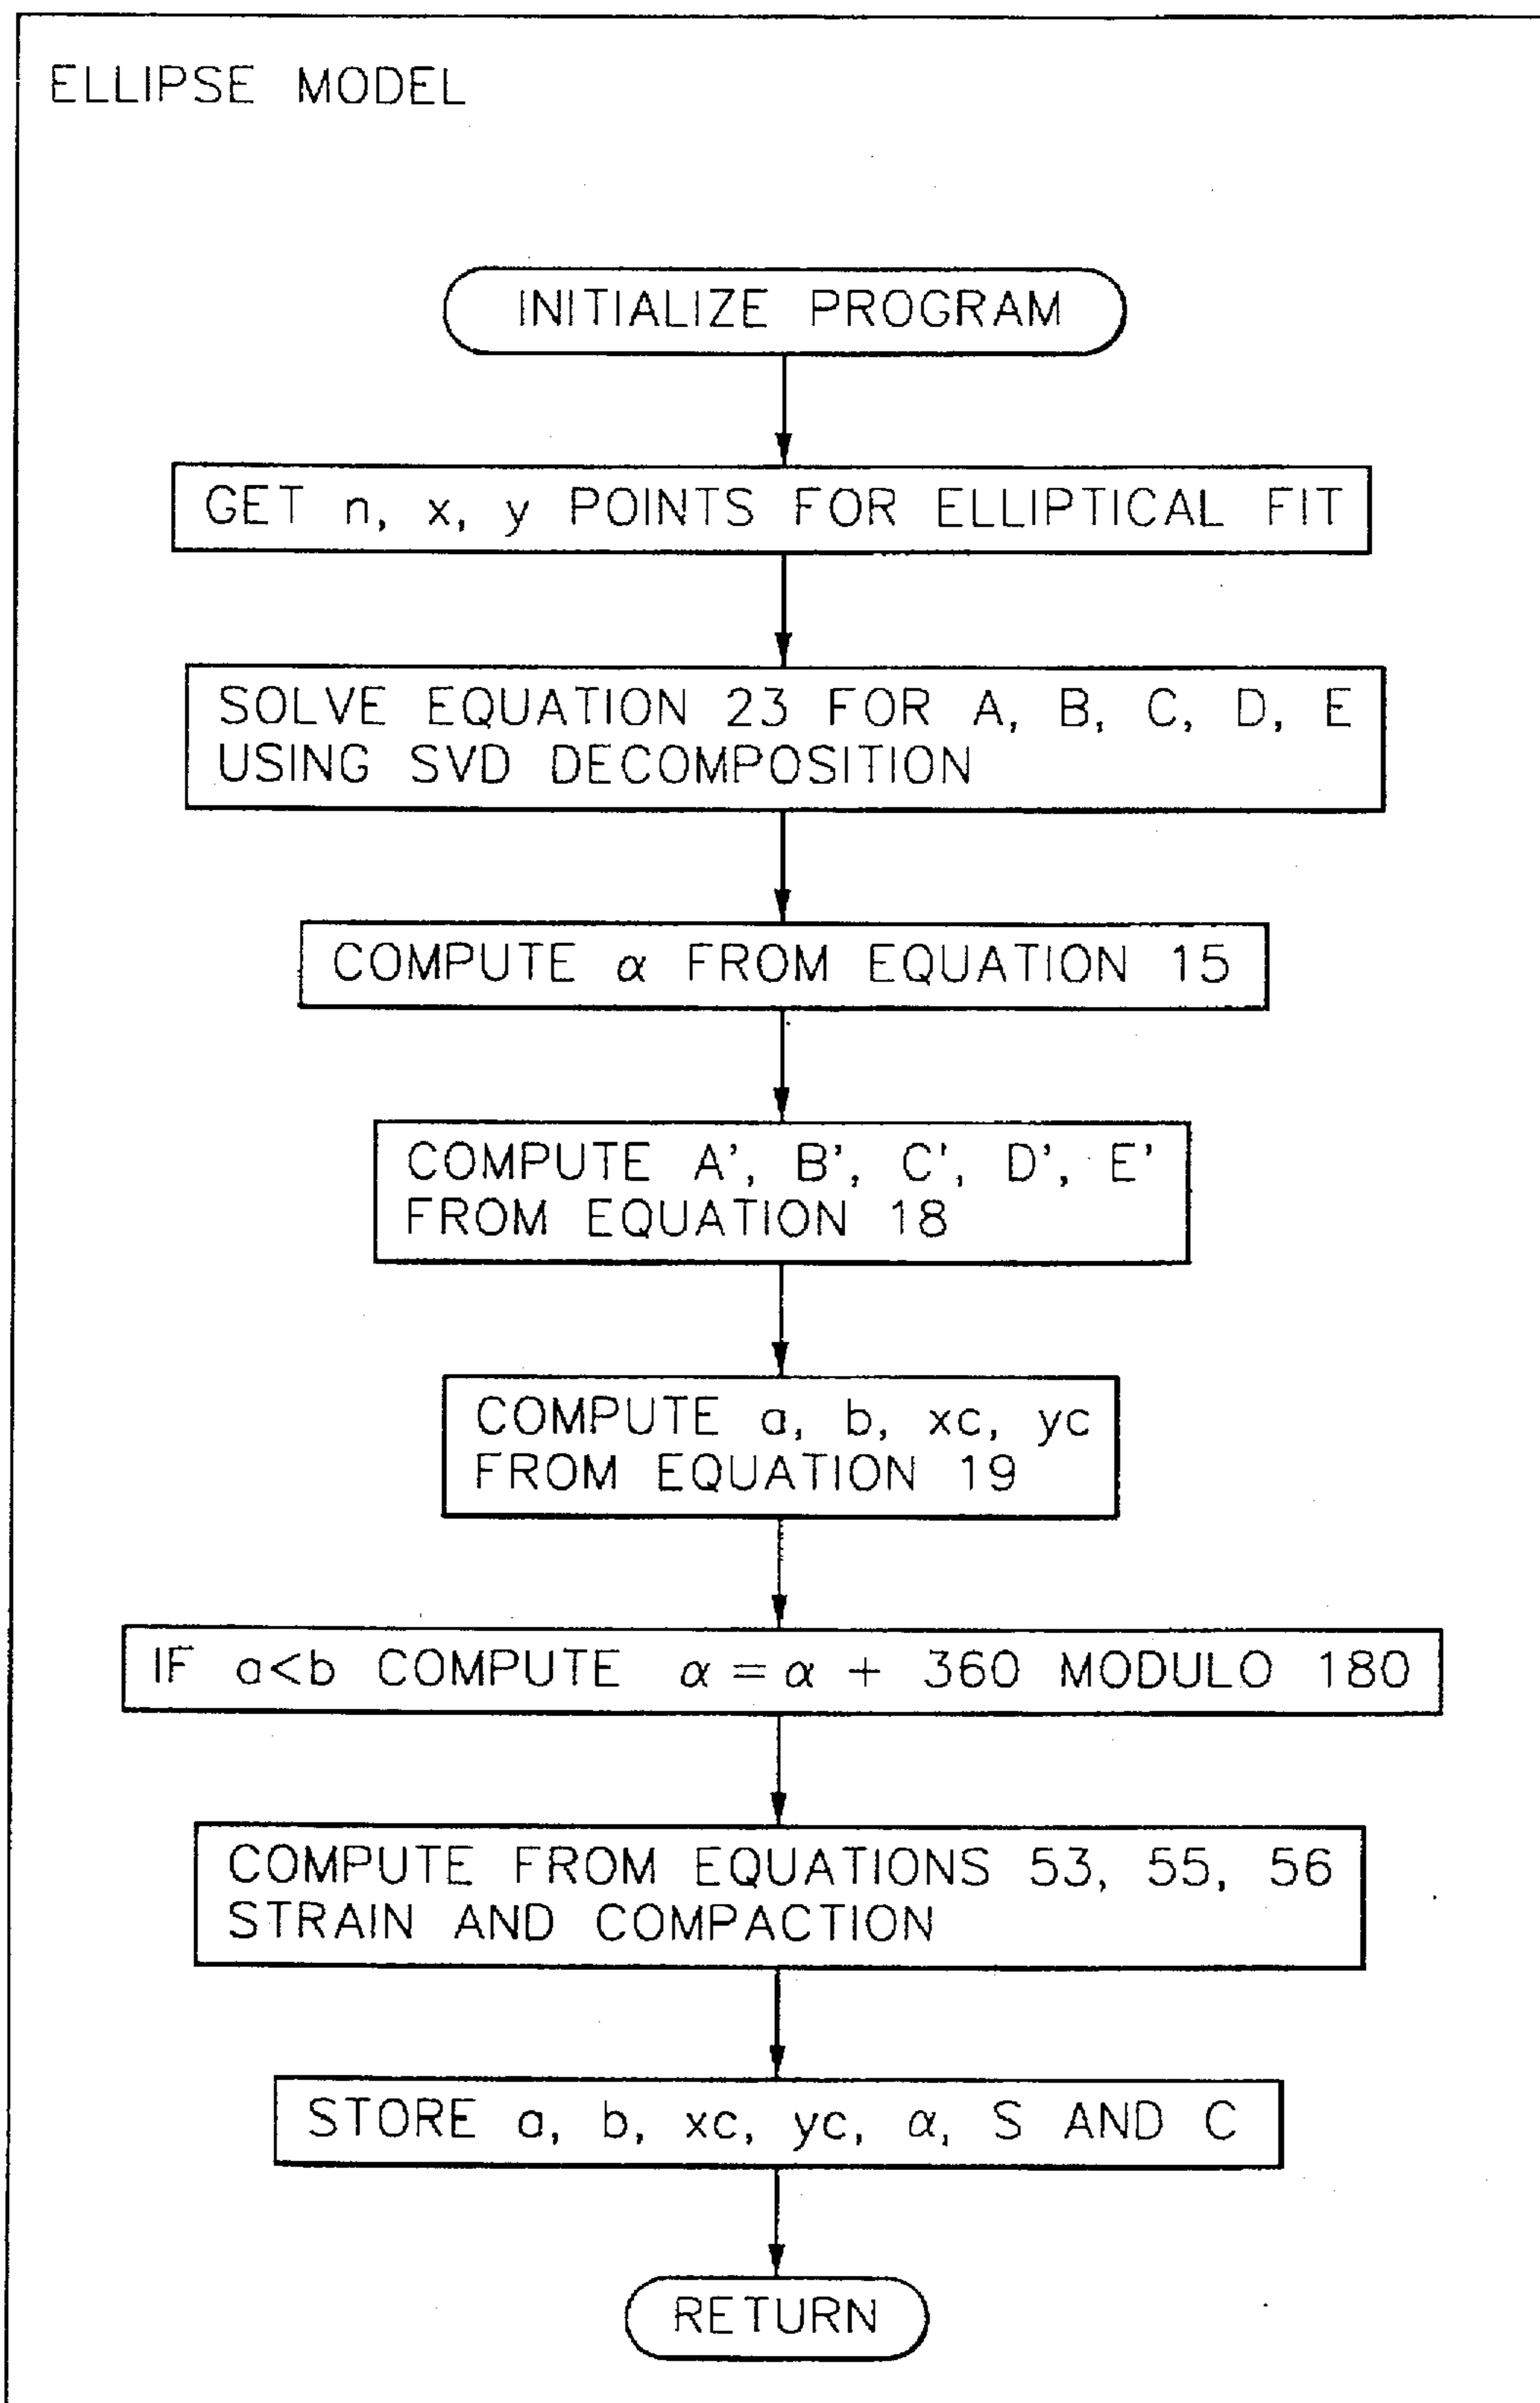 ELLIPSE MODEL
INITIALIZE PROGRAM
GET n, x, y POINTS FOR ELLIPTICAL FIT
SOLVE EQUATION 23 FOR A, B, C, D, E
USING SVD DECOMPOSITION
COMPUTE α FROM EQUATION 15
COMPUTE A', B', C', D', E'
FROM EQUATION 18
COMPUTE a, b, xc, yc
FROM EQUATION 19
IF a<b COMPUTE α = α + 360 MODULO 180
COMPUTE FROM EQUATIONS 53, 55, 56
STRAIN AND COMPACTION
STORE a, b, xc, yc, α, S AND C
RETURN